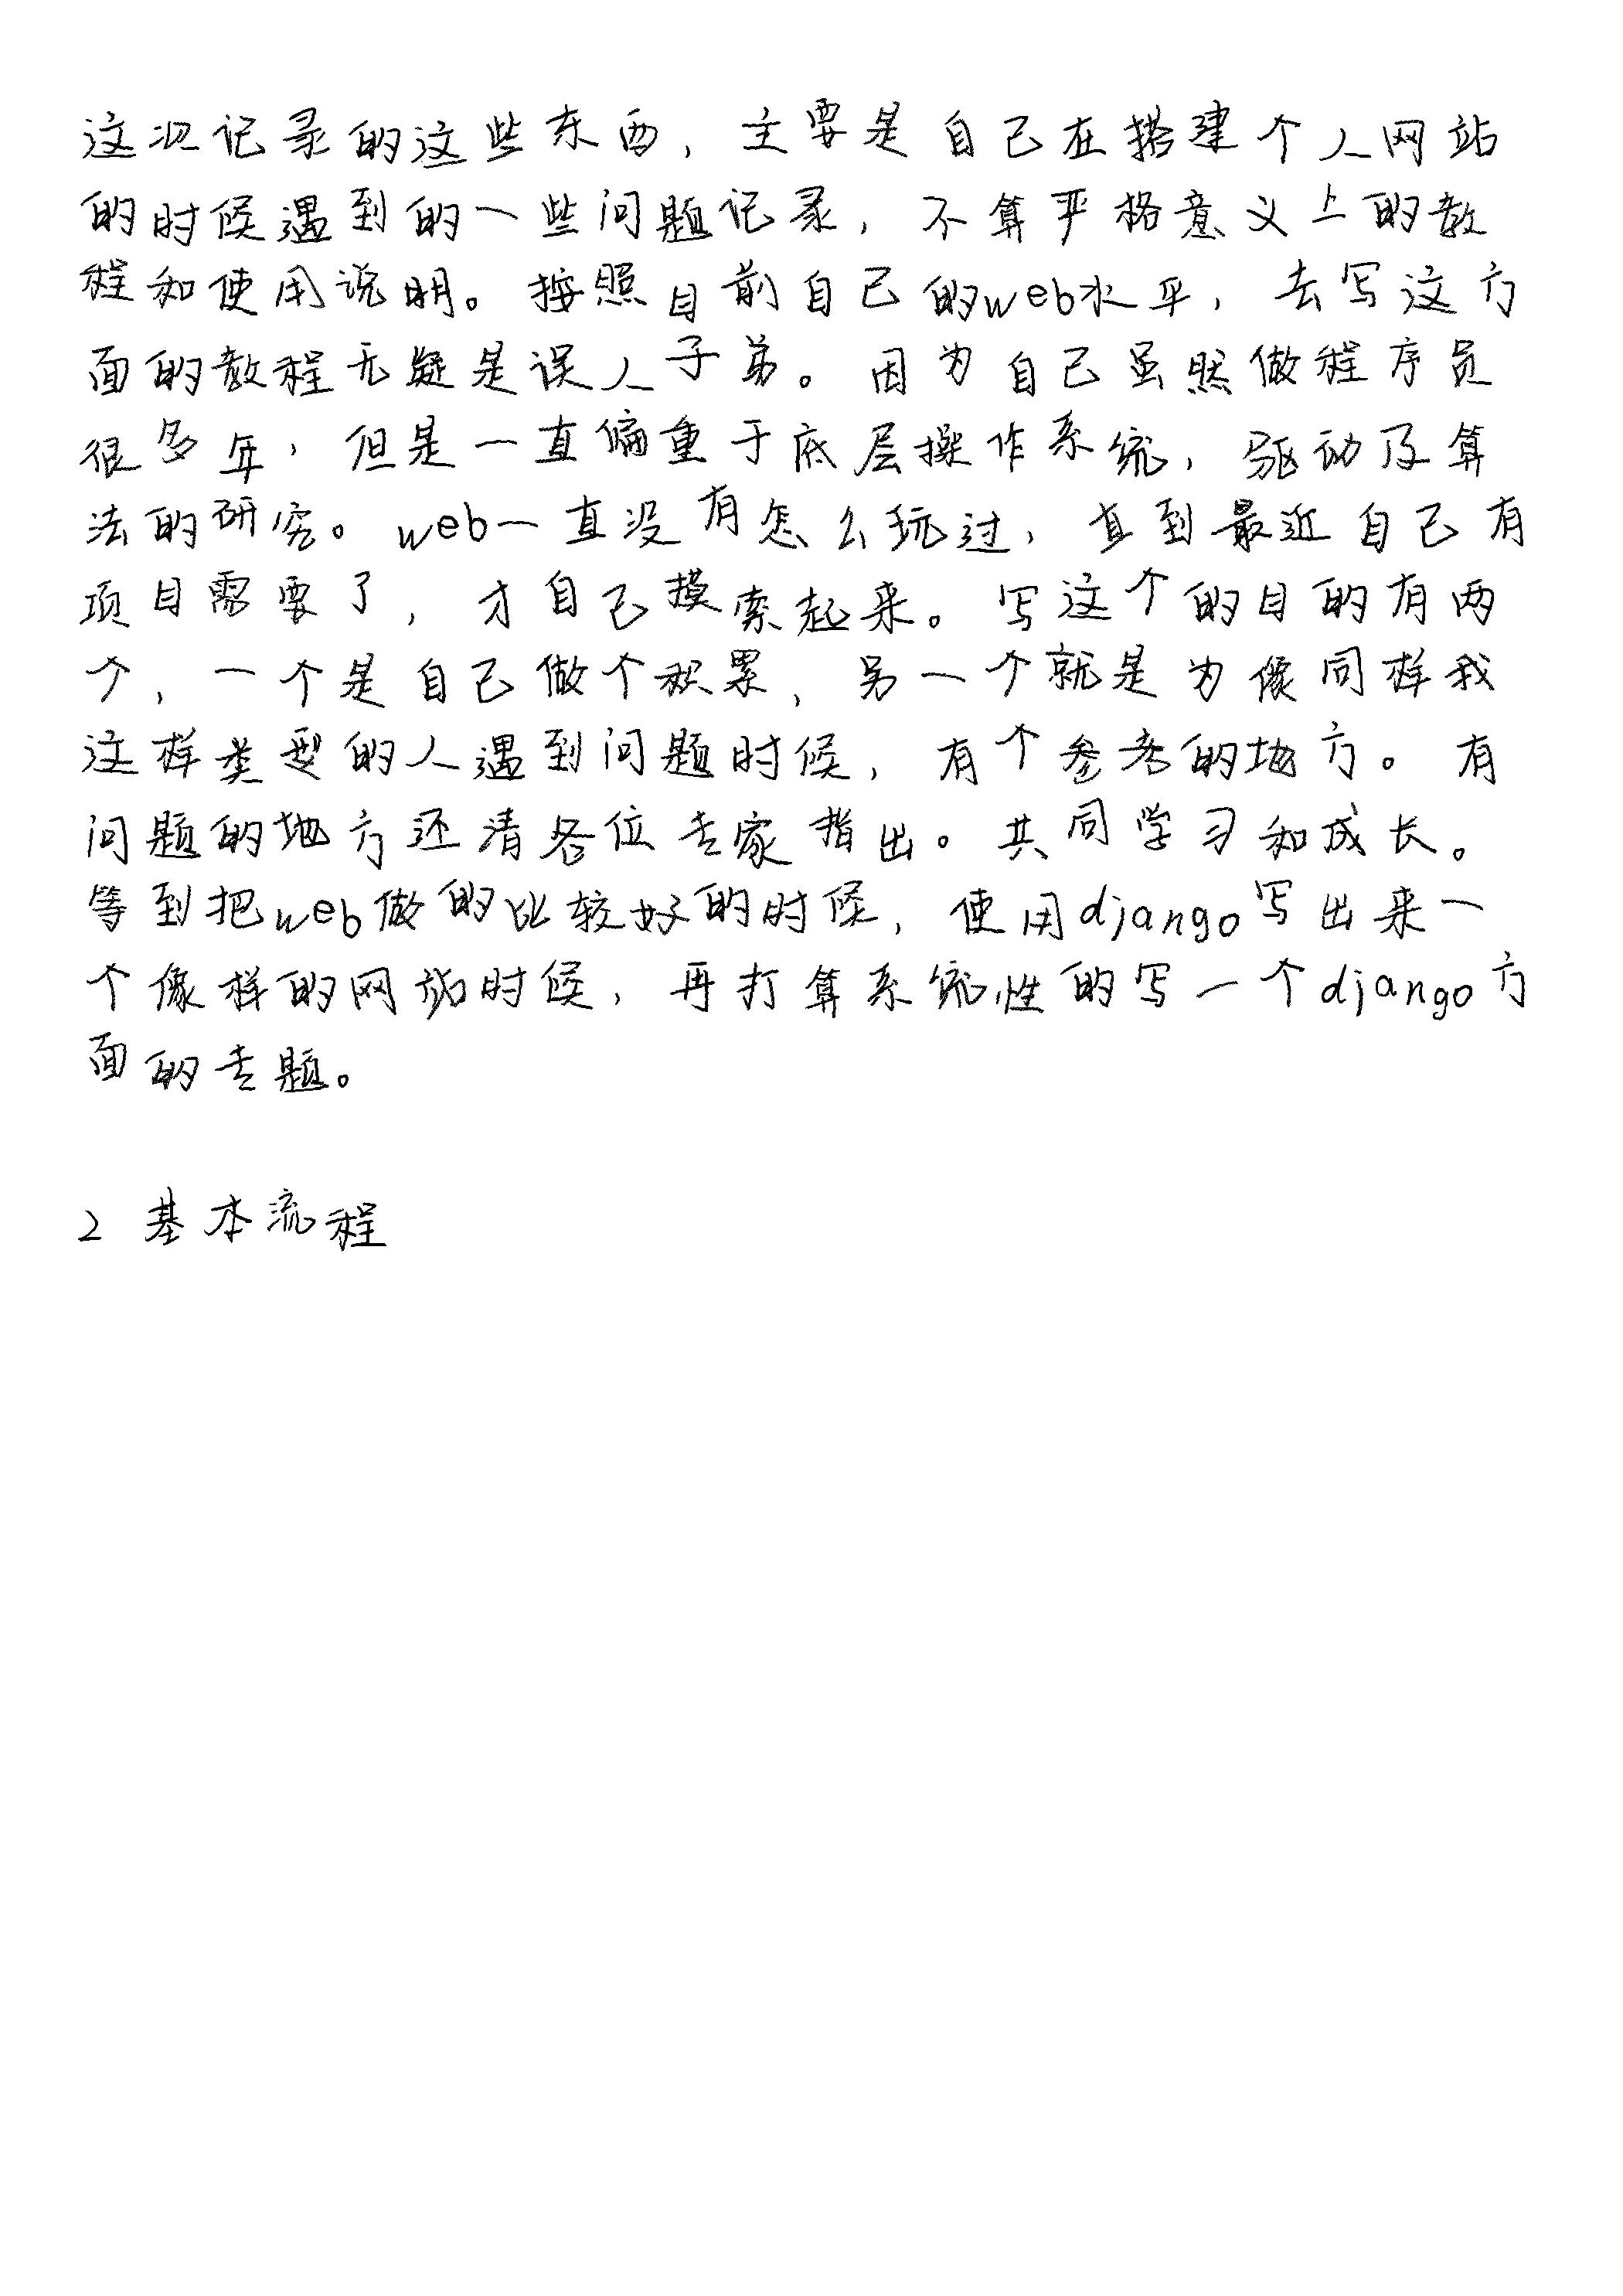 这次记录的这些东西，主要是自己在搭建个人网站
的时候遇到的一些问题记录，不算严格意义上的教
程和使用说明。按照目前自己的web水平，去写这方
面的教程无疑是误人子弟。因为自己虽然做程序员
很多年，但是一直偏重于底层操作系统，驱动及算
法的研究。web一直没有怎么玩过，直到最近自己有
项目需要了，才自己摸索起来。写这个的目的有两
个，一个是自己做个积累，另一个就是为像同样我
这样类型的人遇到问题时候，有个参考的地方。有
问题的地方还清各位专家指出。共同学习和成长。
等到把web做的比较好的时候，使用django写出来一
个像样的网站时候，再打算系统性的写一个django方
面的专题。
2 基本流程